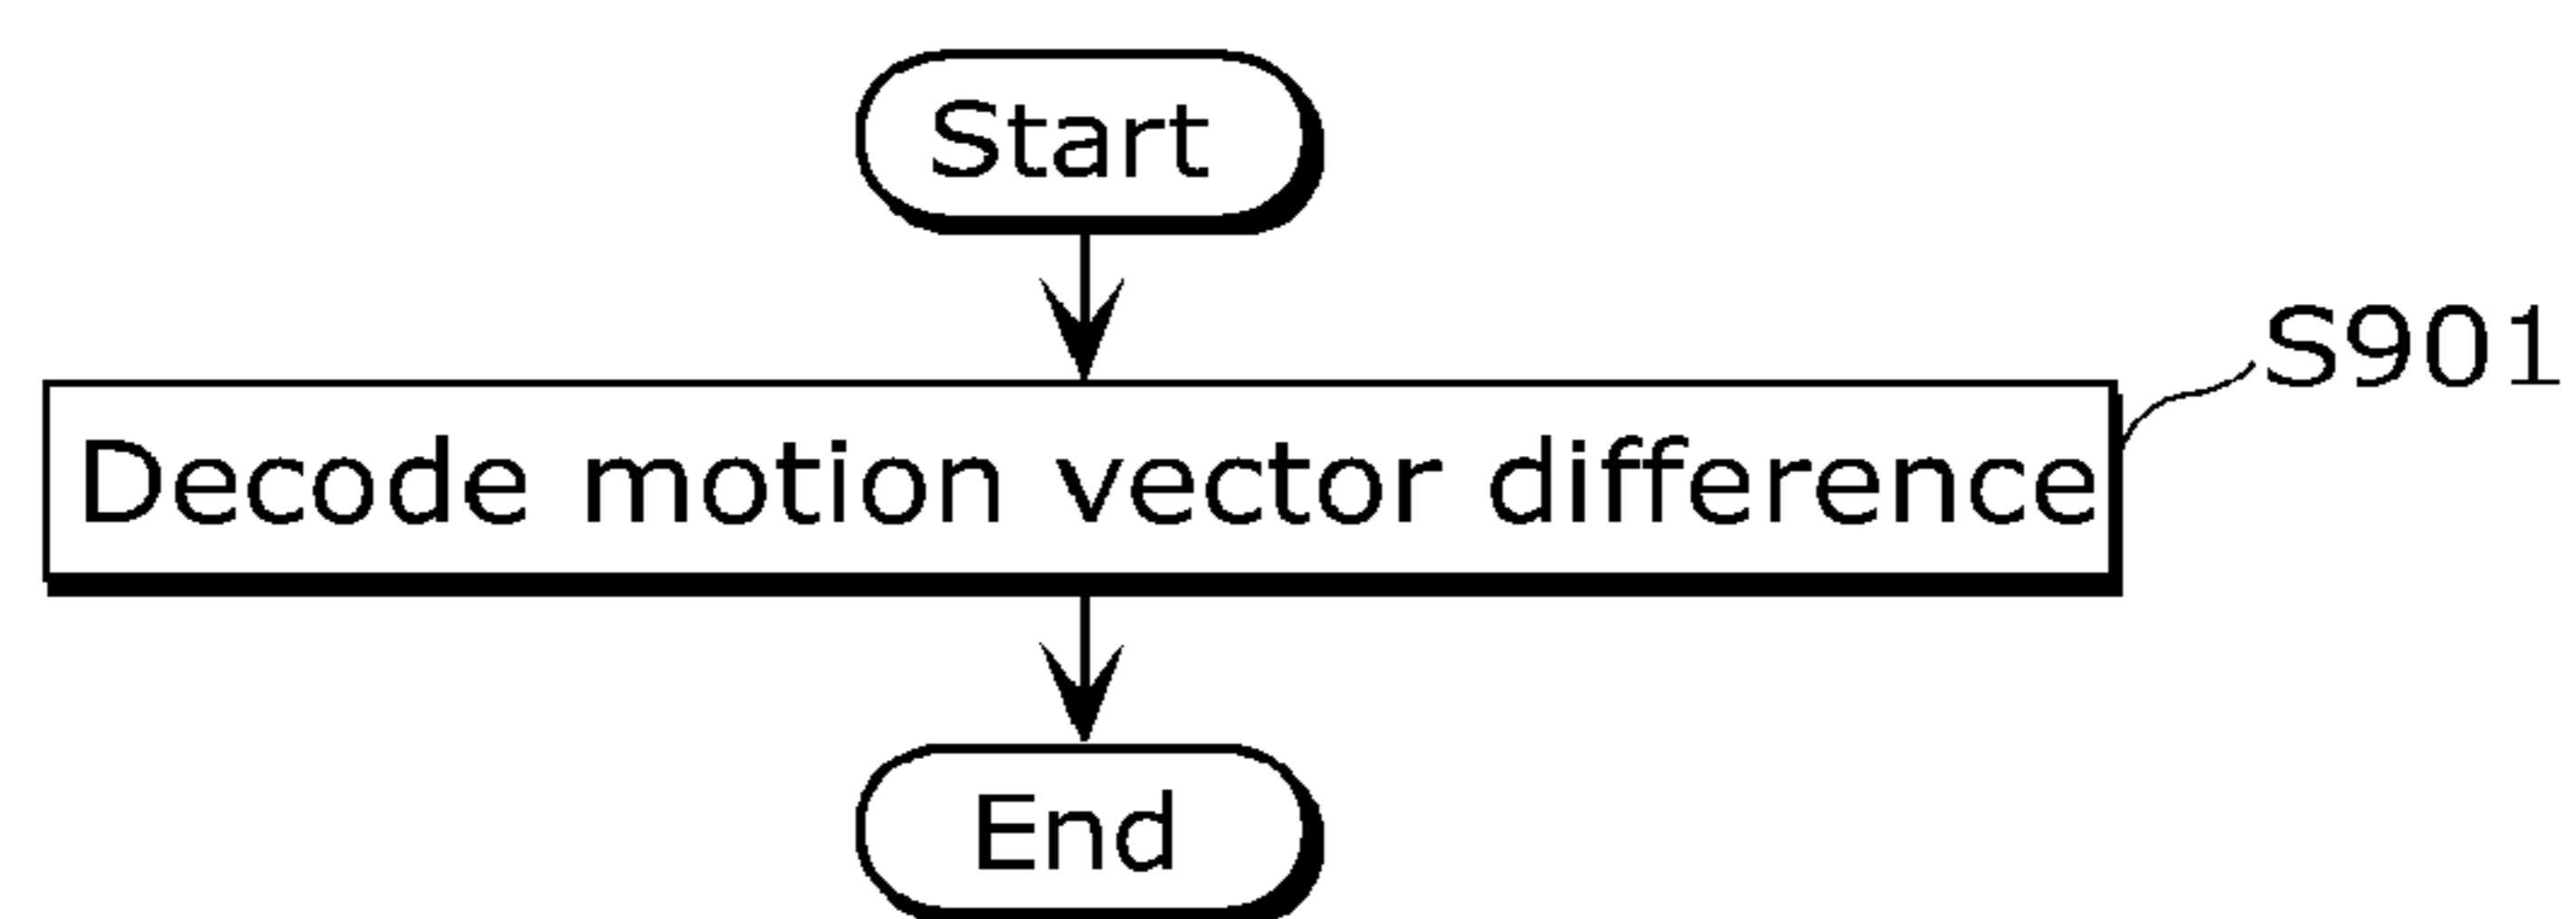 Start
S901
Decode motion vector difference
End